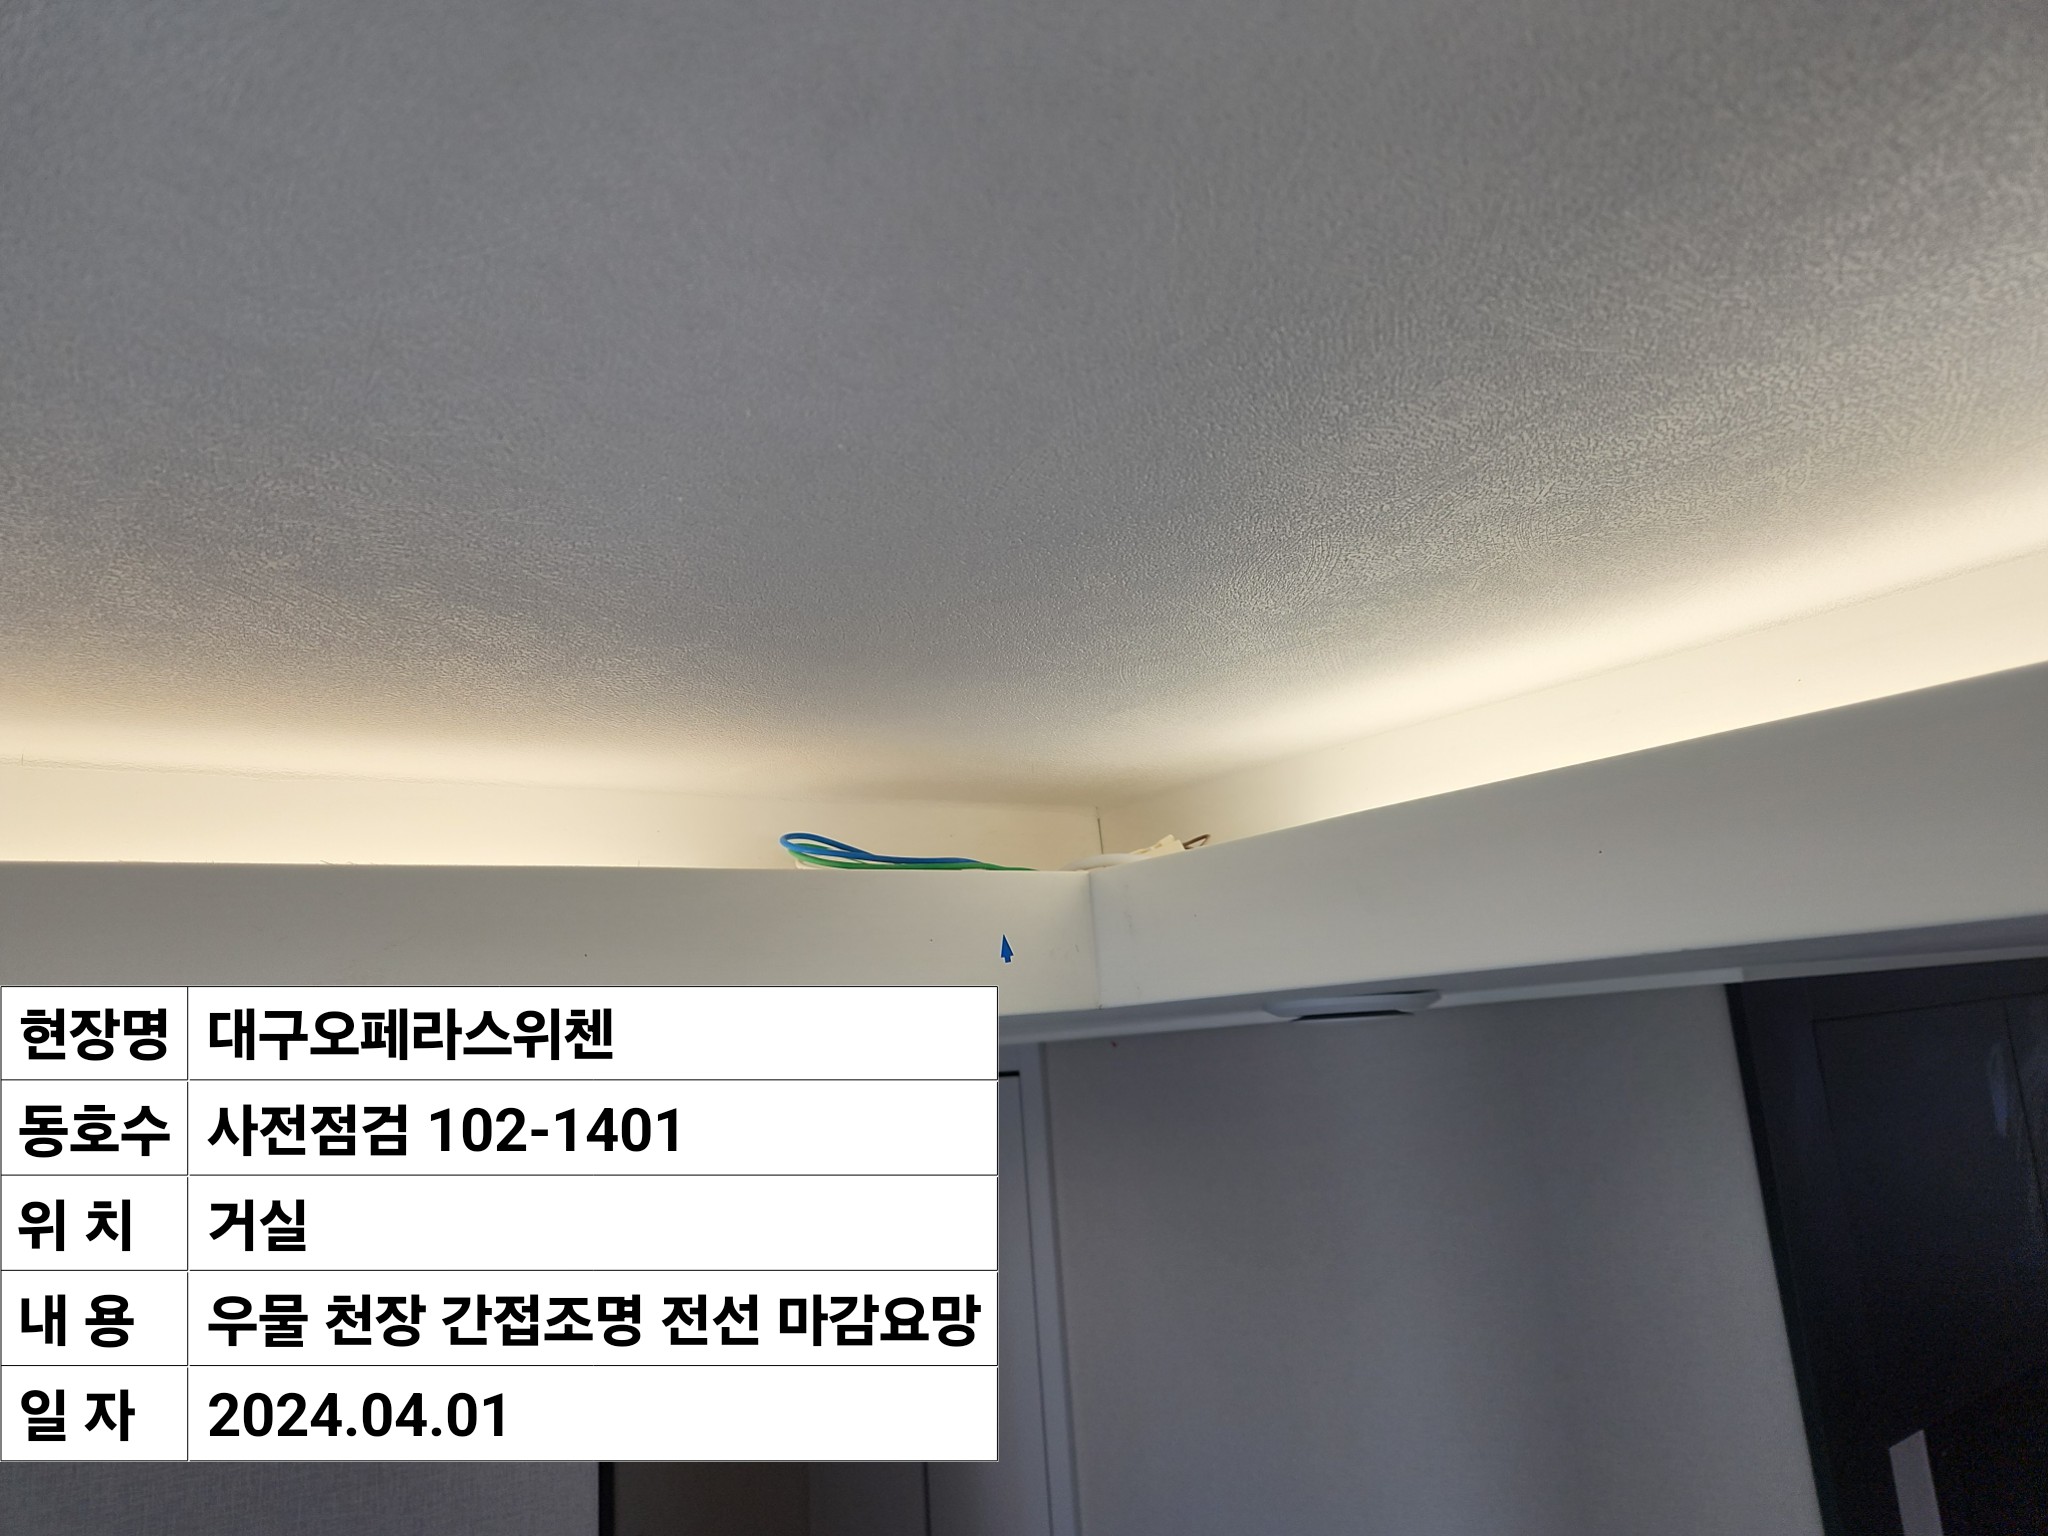 현장명 대구오페라스위첸
동호수 사전점검 102-1401
위 치 거실
내 용 우물 천장 간접조명 전선 마감요망
일 자 2024.04.01